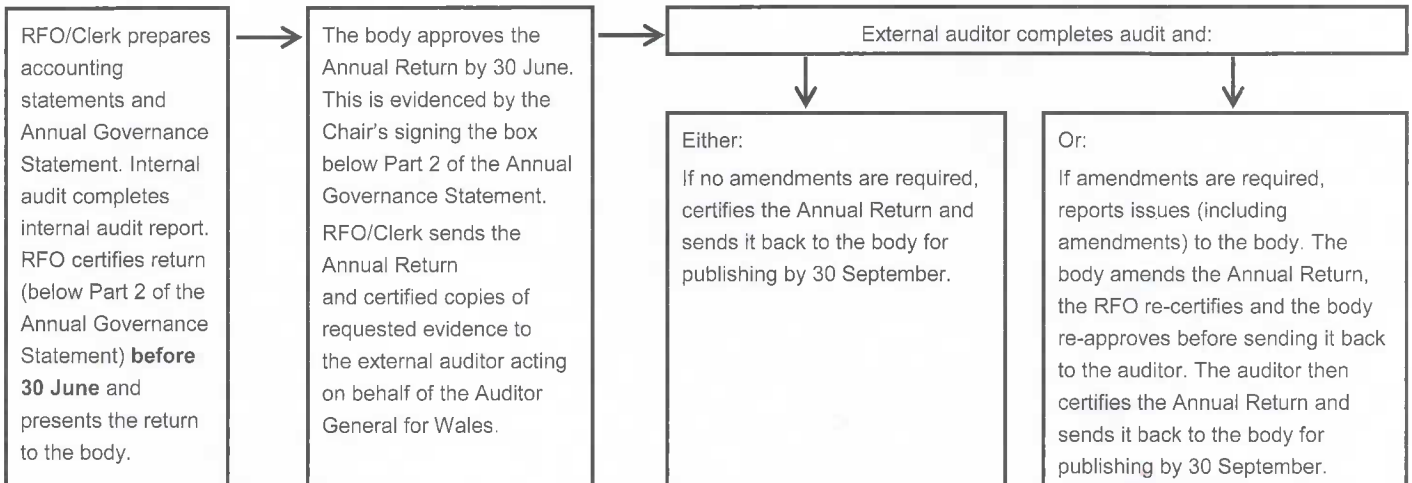 RFO/Clerk prepares
accounting
statements and
Annual Governance
Statement. Internal
audit completes
internal audit report.
RFO certifies return
(below Part 2 of the
Annual Governance
Statement) before
30 June and
presents the return
to the body.
The body approves the
Annual Return by 30 June.
This is evidenced by the
Chair's signing the box
below Part 2 of the Annual
Governance Statement.
RFO/Clerk sends the
Annual Return
and certified copies of
requested evidence to
the external auditor acting
on behalf of the Auditor
General for Wales.
External auditor completes audit and:
Either:
If no amendments are required,
certifies the Annual Return and
sends it back to the body for
publishing by 30 September.
Or:
If amendments are required,
reports issues (including
amendments) to the body. The
body amends the Annual Return,
the RFO re-certifies and the body
re-approves before sending it back
to the auditor. The auditor then
certifies the Annual Return and
sends it back to the body for
publishing by 30 September.